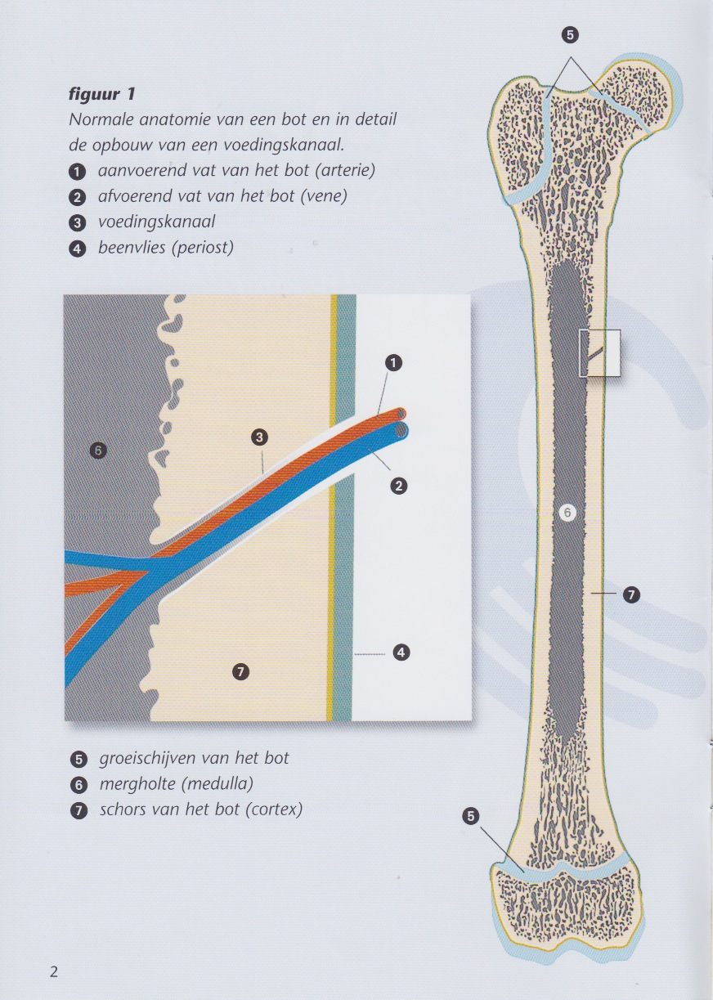 figuur 1
Normale anatomie van een bot en in detail
de opbouw van een voedingskanaal.
1 aanvoerend vat van het bot (arterie)
2 afvoerend vat van het bot (vene)
3 voedingskanaal
4 beenvlies (periost)
5
1
3
6
2
6
7
4
7
5 groeischijven van het bot
6 mergholte (medulla)
7 schors van het bot (cortex)
5
2